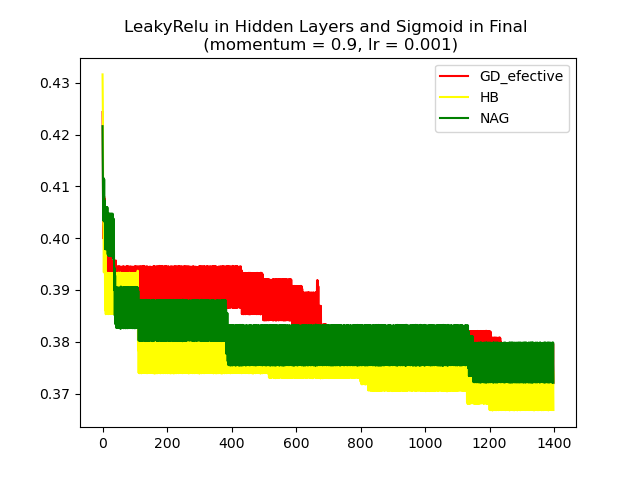 LeakyRelu in Hidden Layers and Sigmoid in Final
(momentum = 0.9, lr = 0.001)
GD_efective
HB
NAG
0.43
0.42
0.41
0.40
0.39
0.38
0.37
0 200 400 600 800 1000 1200 1400